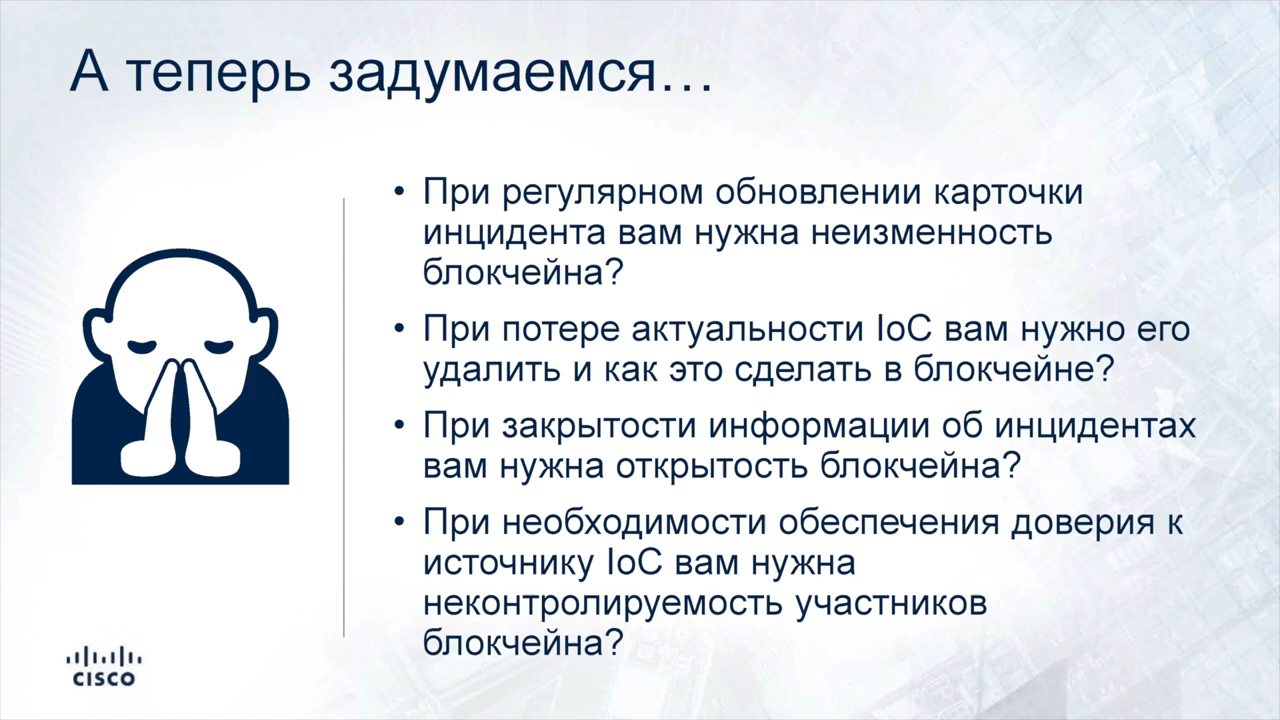 А теперь задумаемся…
• При регулярном обновлении карточки
инцидента вам нужна неизменность
блокчейна?
• При потере актуальности IoC вам нужно его
удалить и как это сделать в блокчейне?
• При закрытости информации об инцидентах
вам нужна открытость блокчейна?
• При необходимости обеспечения доверия к
источнику IoC вам нужна
неконтролируемость участников
блокчейна?
CISCO